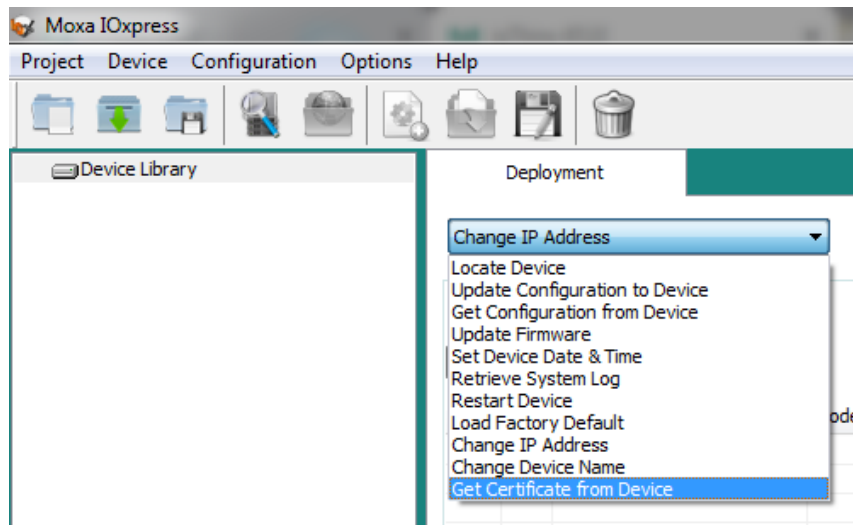 Moxa IOxpress
Project Device Configuration Options Help
Device Library
Deployment
Change IP Address
Locate Device
Update Configuration to Device
Get Configuration from Device
Update Firmware
Set Device Date & Time
Retrieve System Log
Restart Device
Load Factory Default
Change IP Address
Change Device Name
Get Certificate from Device